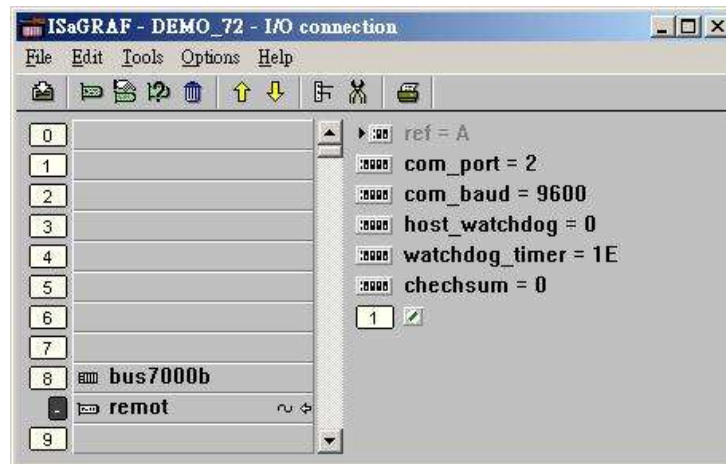 ISaGRAF - DEMO_72 - I/O connection
File Edit Tools Options Help
0
1
2
3
4
5
6
7
8 bus7000b
- remot
9
ref = A
com_port = 2
com_baud = 9600
host_watchdog = 0
watchdog_timer = 1E
chechsum = 0
1